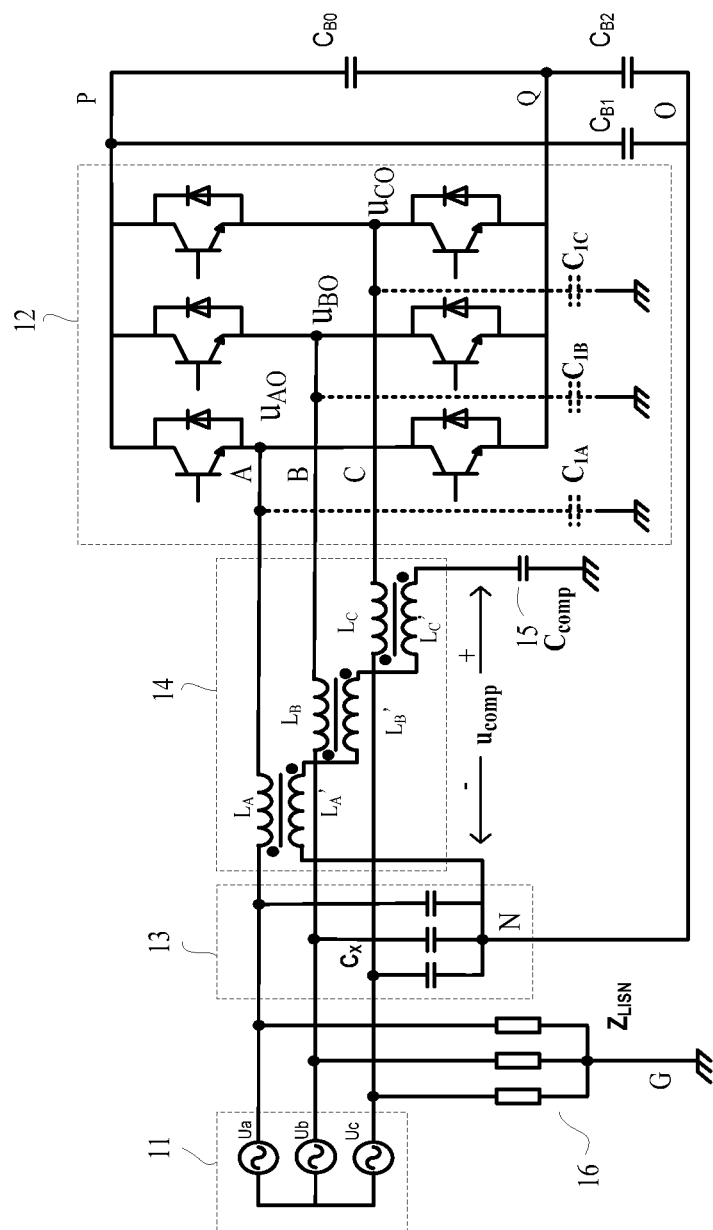 11
Ua
Ub
Uc
16
G
Z_LISN
13
C_X
N
14
L_A
L_A'
L_B
L_B'
L_C
L_C'
- u_comp +
15
C_comp
12
A
B
C
u_AO
u_BO
u_CO
C_1A
C_1B
C_1C
P
Q
O
C_B0
C_B1
C_B2